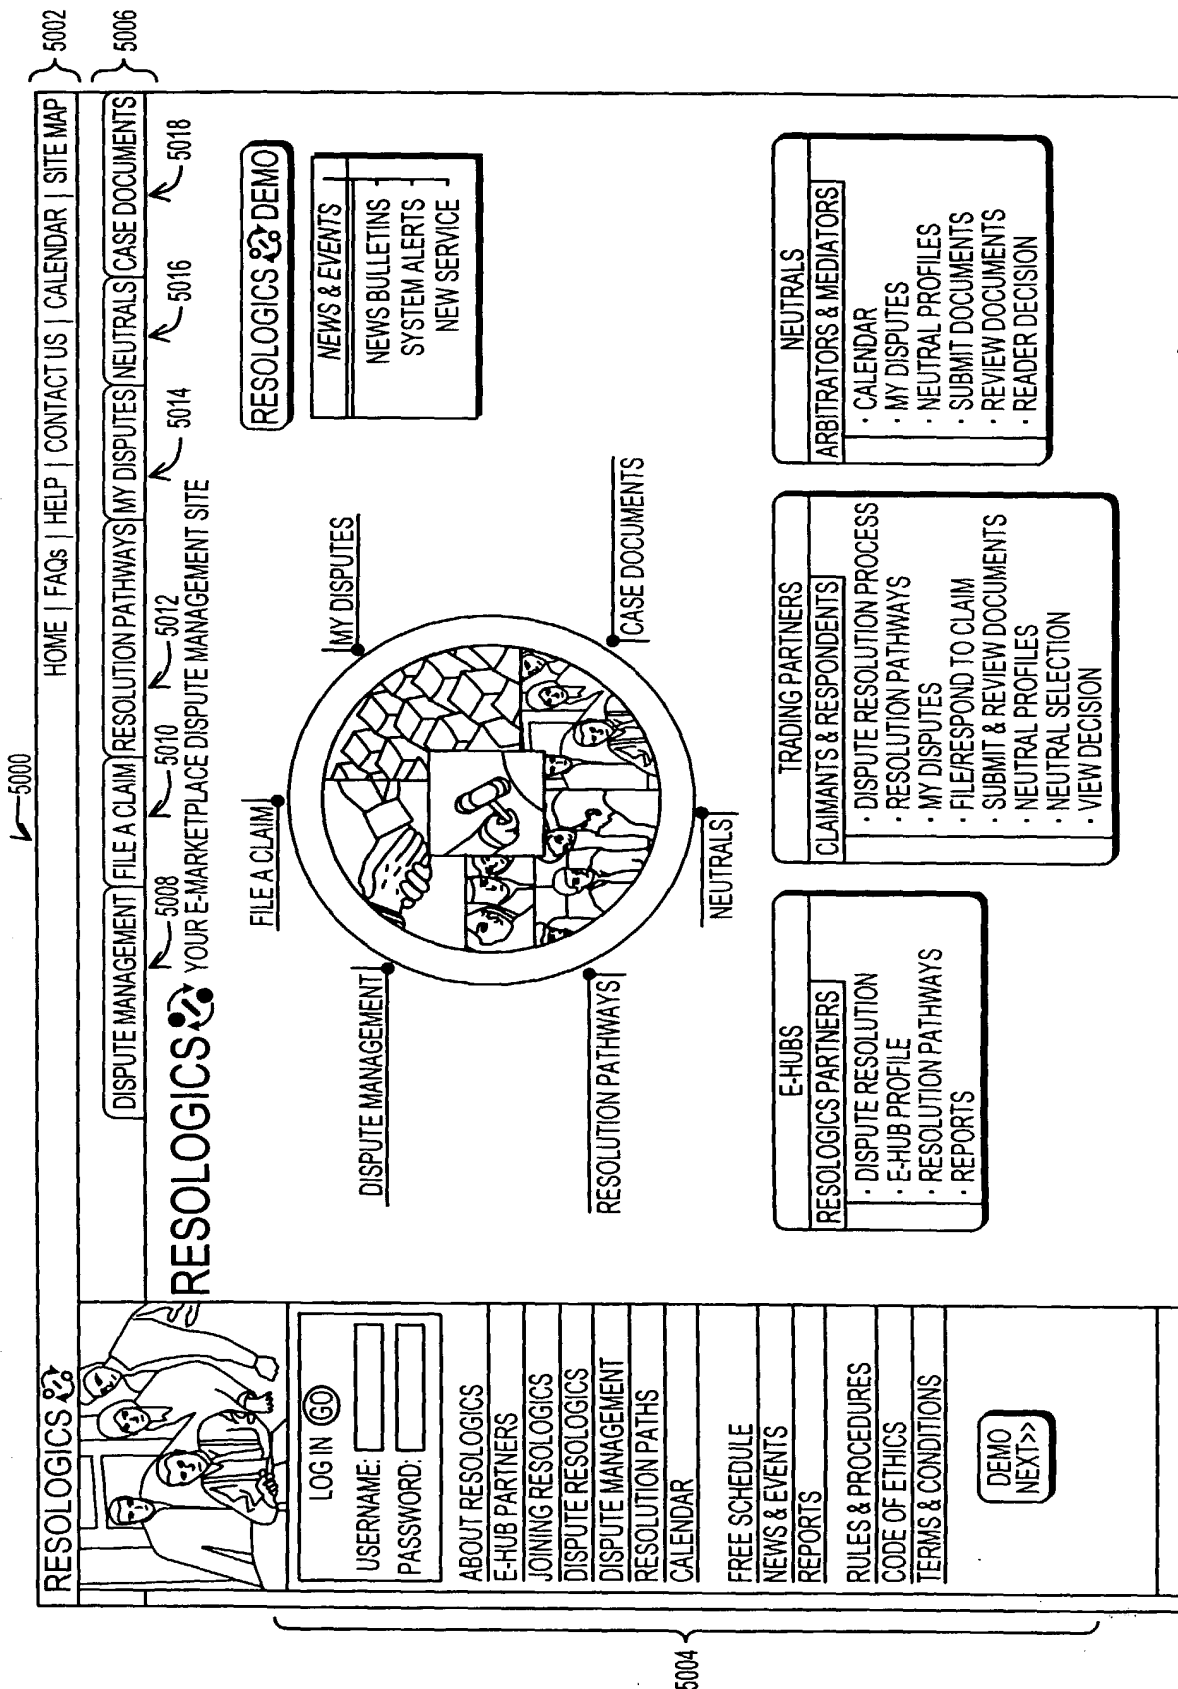 5000
RESOLOGICS
HOME | FAQs | HELP | CONTACT US | CALENDAR | SITE MAP
5002
DISPUTE MANAGEMENT
FILE A CLAIM
RESOLUTION PATHWAYS
MY DISPUTES
NEUTRALS
CASE DOCUMENTS
5006
5008
5010
5012
5014
5016
5018
RESOLOGICS
YOUR E-MARKETPLACE DISPUTE MANAGEMENT SITE
5004
LOG IN GO
USERNAME:
PASSWORD:
ABOUT RESOLOGICS
E-HUB PARTNERS
JOINING RESOLOGICS
DISPUTE RESOLOGICS
DISPUTE MANAGEMENT
RESOLUTION PATHS
CALENDAR
FREE SCHEDULE
NEWS & EVENTS
REPORTS
RULES & PROCEDURES
CODE OF ETHICS
TERMS & CONDITIONS
DEMO
NEXT>>
FILE A CLAIM
DISPUTE MANAGEMENT
MY DISPUTES
RESOLUTION PATHWAYS
CASE DOCUMENTS
NEUTRALS
RESOLOGICS DEMO
NEWS & EVENTS
NEWS BULLETINS
SYSTEM ALERTS
NEW SERVICE
E-HUBS
RESOLOGICS PARTNERS
· DISPUTE RESOLUTION
· E-HUB PROFILE
· RESOLUTION PATHWAYS
· REPORTS
TRADING PARTNERS
CLAIMANTS & RESPONDENTS
· DISPUTE RESOLUTION PROCESS
· RESOLUTION PATHWAYS
· MY DISPUTES
· FILE/RESPOND TO CLAIM
· SUBMIT & REVIEW DOCUMENTS
· NEUTRAL PROFILES
· NEUTRAL SELECTION
· VIEW DECISION
NEUTRALS
ARBITRATORS & MEDIATORS
· CALENDAR
· MY DISPUTES
· NEUTRAL PROFILES
· SUBMIT DOCUMENTS
· REVIEW DOCUMENTS
· READER DECISION